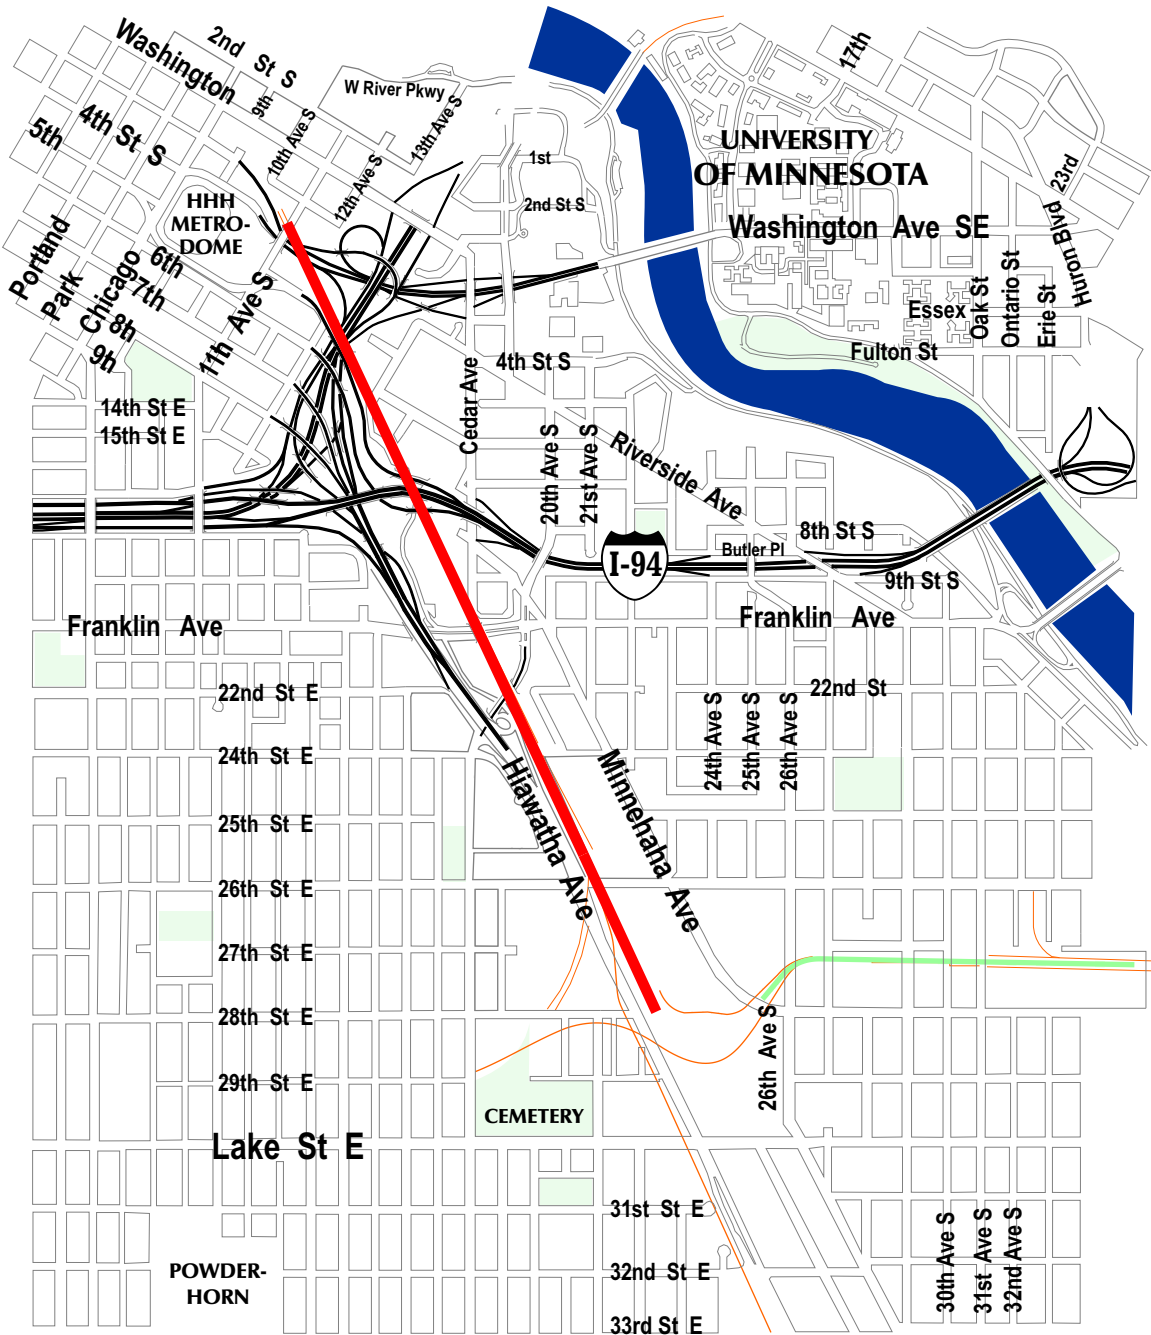 2nd St S
Washington
W River Pkwy
17th
9th
4th St S
5th
10th Ave S
13th Ave S
12th Ave S
1st
2nd St S
UNIVERSITY
OF MINNESOTA
23rd
Huron Blvd
HHH
METRO-
DOME
Washington Ave SE
Portland
Park
Chicago
6th
7th
8h
9h
11th Ave S
Essex
Oak St
Ontario St
Erie St
Fulton St
4th St S
Cedar Ave
14th St E
15th St E
20th Ave S
21st Ave S
Riverside Ave
I-94
Butler Pl
8th St S
9th St S
Franklin Ave
Franklin Ave
22nd St E
22nd St
24th Ave S
25th Ave S
26th Ave S
24th St E
Hiawatha Ave
Minnehaha Ave
25th St E
26th St E
27th St E
28th St E
26th Ave S
29th St E
CEMETERY
Lake St E
31st St E
30th Ave S
31st Ave S
32nd Ave S
POWDER-
HORN
32nd St E
33rd St E